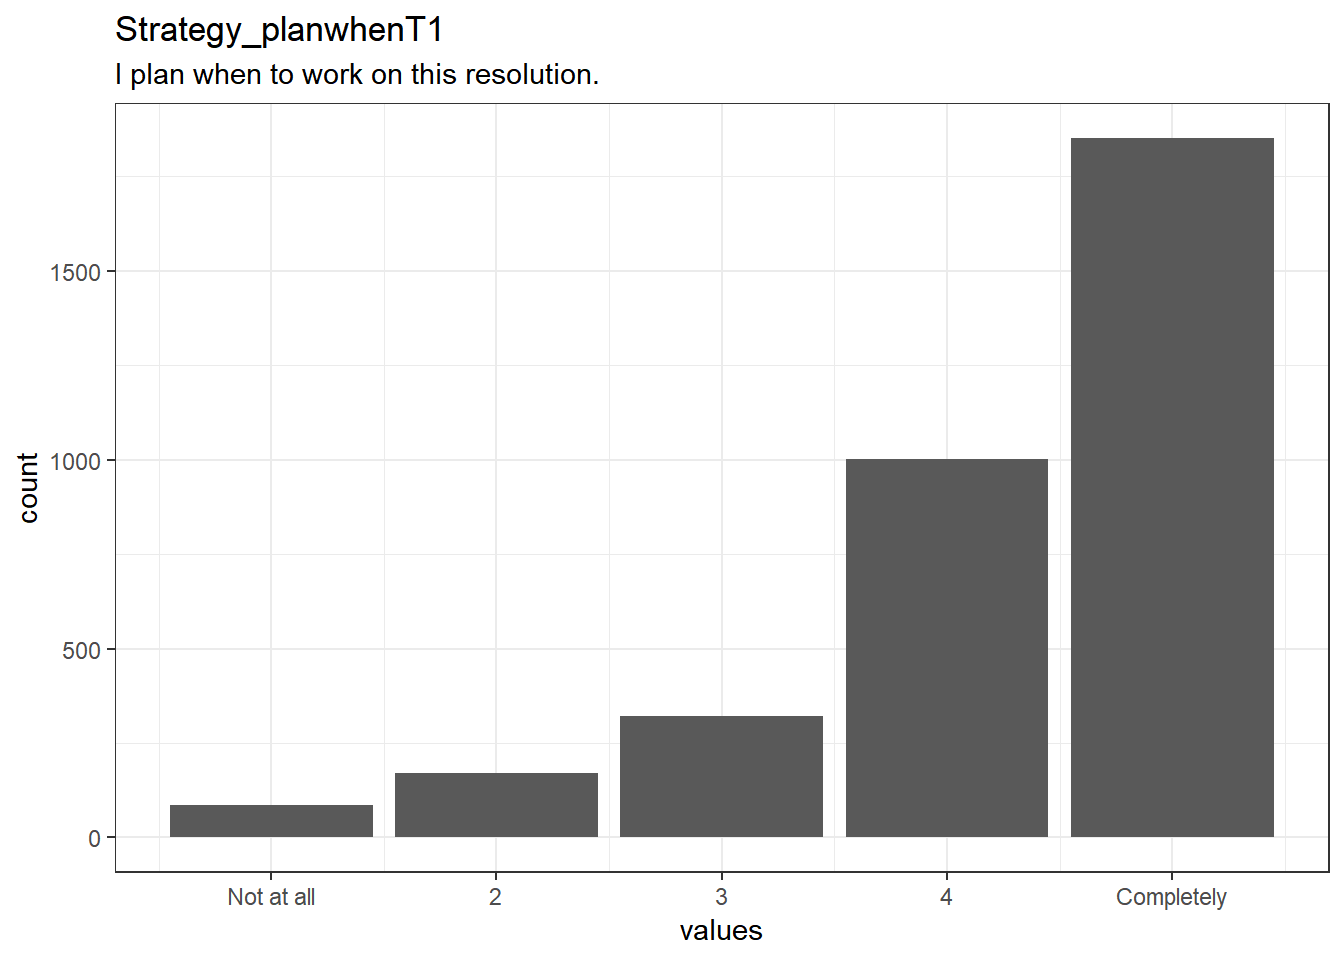 Strategy_planwhenT1
I plan when to work on this resolution.
count
1500
1000
500
0
Not at all 2 3 4 Completely
values